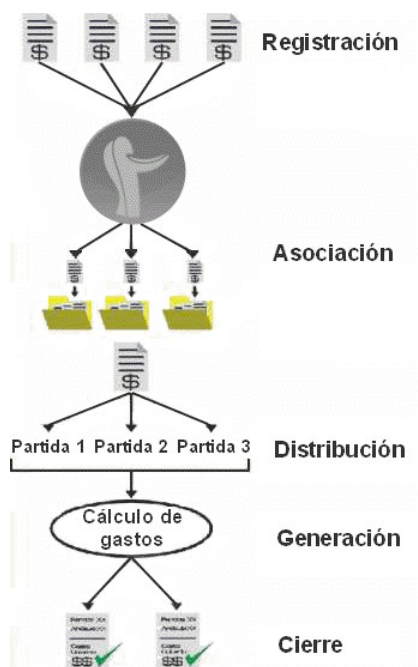 $ $ $ $
Registración
Asociación
$
Partida 1 Partida 2 Partida 3
Distribución
Cálculo de
gastos
Generación
$$ $$
Cierre